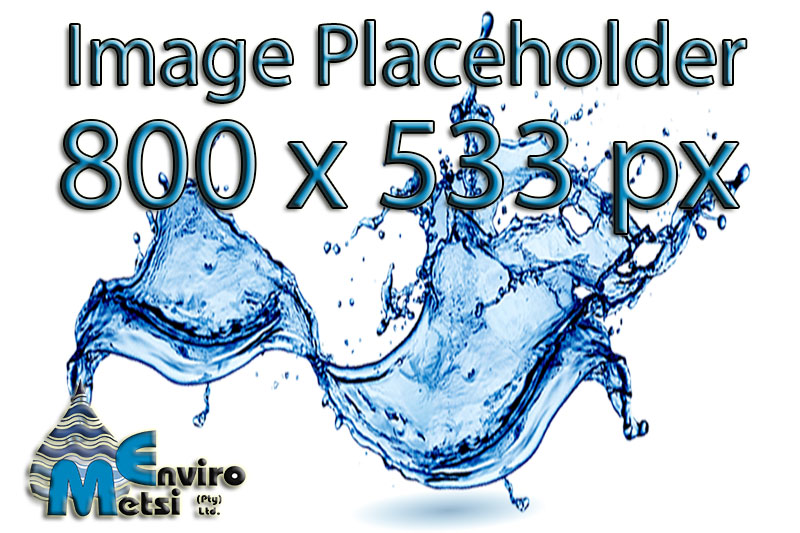 Image Placeholder
800 x 533 px
Enviro
Metsi (Pty) Ltd.